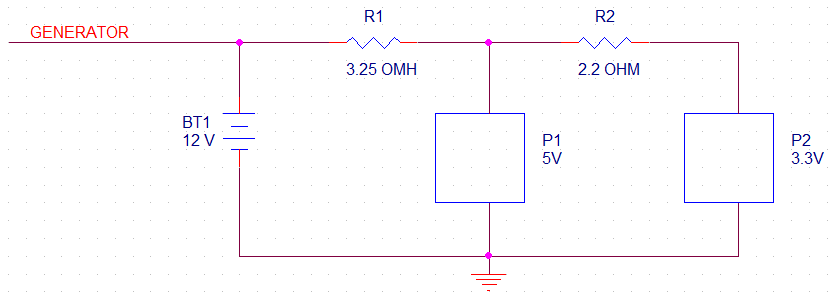 GENERATOR
R1
3.25 OMH
R2
2.2 OHM
BT1
12 V
P1
5V
P2
3.3V